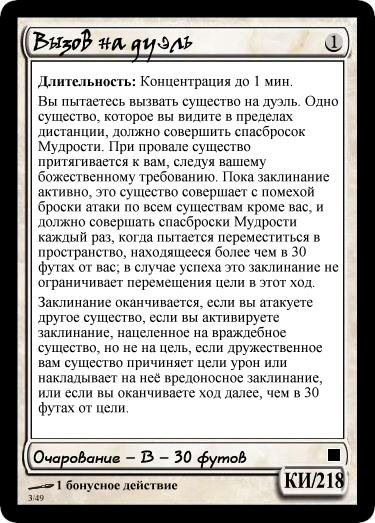 Вызов на дуэль
1
Длительность: Концентрация до 1 мин.
Вы пытаетесь вызвать существо на дуэль. Одно
существо, которое вы видите в пределах
дистанции, должно совершить спасбросок
Мудрости. При провале существо
притягивается к вам, следуя вашему
божественному требованию. Пока заклинание
активно, это существо совершает с помехой
броски атаки по всем существам кроме вас, и
должно совершать спасброски Мудрости
каждый раз, когда пытается переместиться в
пространство, находящееся более чем в 30
футах от вас; в случае успеха это заклинание не
ограничивает перемещения цели в этот ход.
Заклинание оканчивается, если вы атакуете
другое существо, если вы активируете
заклинание, нацеленное на враждебное
существо, но не на цель, если дружественное
вам существо причиняет цели урон или
накладывает на неё вредоносное заклинание,
или если вы оканчиваете ход далее, чем в 30
футах от цели.
Очарование – В – 30 футов
КИ/218
1 бонусное действие
3/49